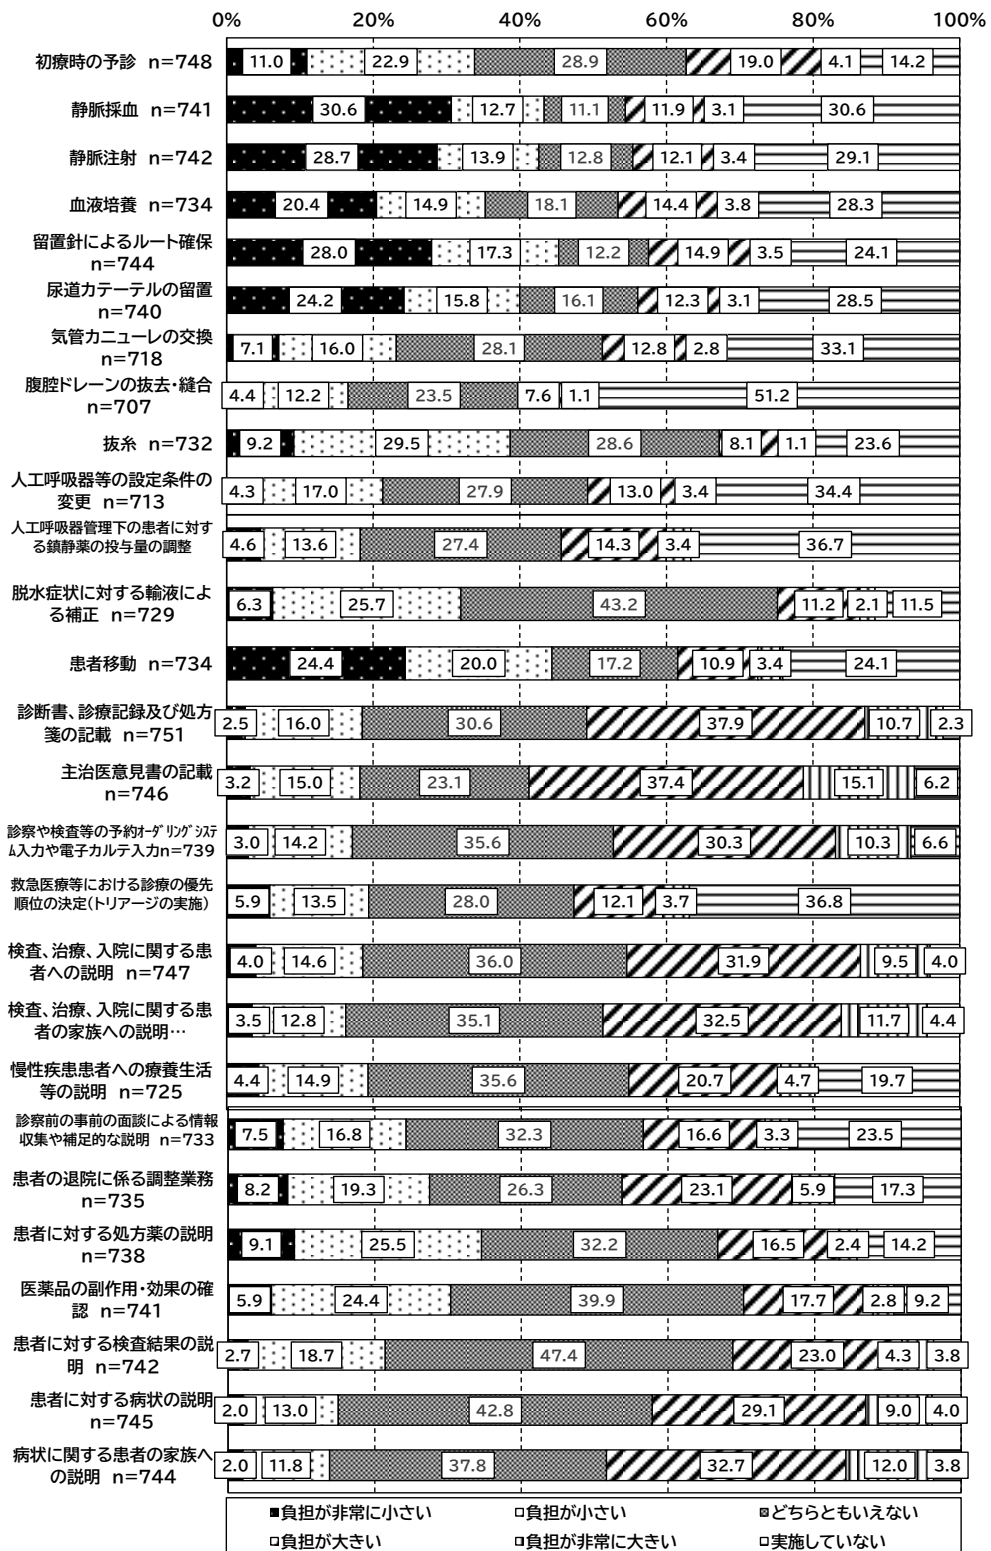 0% 20% 40% 60% 80% 100%
初療時の予診 n=748 11.0 22.9 28.9 19.0 4.1 14.2
静脈採血 n=741 30.6 12.7 11.1 11.9 3.1 30.6
静脈注射 n=742 28.7 13.9 12.8 12.1 3.4 29.1
血液培養 n=734 20.4 14.9 18.1 14.4 3.8 28.3
留置針によるルート確保
n=744 28.0 17.3 12.2 14.9 3.5 24.1
尿道カテーテルの留置
n=740 24.2 15.8 16.1 12.3 3.1 28.5
気管カニューレの交換
n=718 7.1 16.0 28.1 12.8 2.8 33.1
腹腔ドレーンの抜去・縫合
n=707 4.4 12.2 23.5 7.6 1.1 51.2
抜糸 n=732 9.2 29.5 28.6 8.1 1.1 23.6
人工呼吸器等の設定条件の
変更 n=713 4.3 17.0 27.9 13.0 3.4 34.4
人工呼吸器管理下の患者に対す
る鎮静薬の投与量の調整 4.6 13.6 27.4 14.3 3.4 36.7
脱水症状に対する輸液によ
る補正 n=729 6.3 25.7 43.2 11.2 2.1 11.5
患者移動 n=734 24.4 20.0 17.2 10.9 3.4 24.1
診断書、診療記録及び処方
箋の記載 n=751 2.5 16.0 30.6 37.9 10.7 2.3
主治医意見書の記載
n=746 3.2 15.0 23.1 37.4 15.1 6.2
診察や検査等の予約ｵｰﾀﾞﾘﾝｸﾞｼｽﾃ
ﾑ入力や電子カルテ入力n=739 3.0 14.2 35.6 30.3 10.3 6.6
救急医療等における診療の優先
順位の決定(トリアージの実施) 5.9 13.5 28.0 12.1 3.7 36.8
検査、治療、入院に関する患
者への説明 n=747 4.0 14.6 36.0 31.9 9.5 4.0
検査、治療、入院に関する患
者の家族への説明… 3.5 12.8 35.1 32.5 11.7 4.4
慢性疾患患者への療養生活
等の説明 n=725 4.4 14.9 35.6 20.7 4.7 19.7
診察前の事前の面談による情報
収集や補足的な説明 n=733 7.5 16.8 32.3 16.6 3.3 23.5
患者の退院に係る調整業務
n=735 8.2 19.3 26.3 23.1 5.9 17.3
患者に対する処方薬の説明
n=738 9.1 25.5 32.2 16.5 2.4 14.2
医薬品の副作用・効果の確
認 n=741 5.9 24.4 39.9 17.7 2.8 9.2
患者に対する検査結果の説
明 n=742 2.7 18.7 47.4 23.0 4.3 3.8
患者に対する病状の説明
n=745 2.0 13.0 42.8 29.1 9.0 4.0
病状に関する患者の家族へ
の説明 n=744 2.0 11.8 37.8 32.7 12.0 3.8
負担が非常に小さい 負担が小さい どちらともいえない
負担が大きい 負担が非常に大きい 実施していない